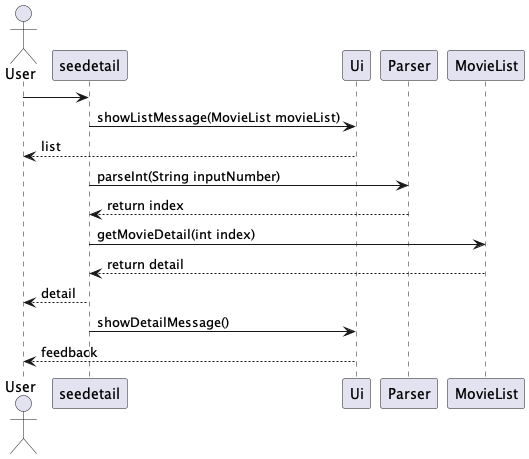 User
seedetail
Ui
Parser
MovieList
showListMessage(MovieList movieList)
list
parseInt(String inputNumber)
return index
getMovieDetail(int index)
return detail
detail
showDetailMessage()
feedback
User
seedetail
Ui
Parser
MovieList